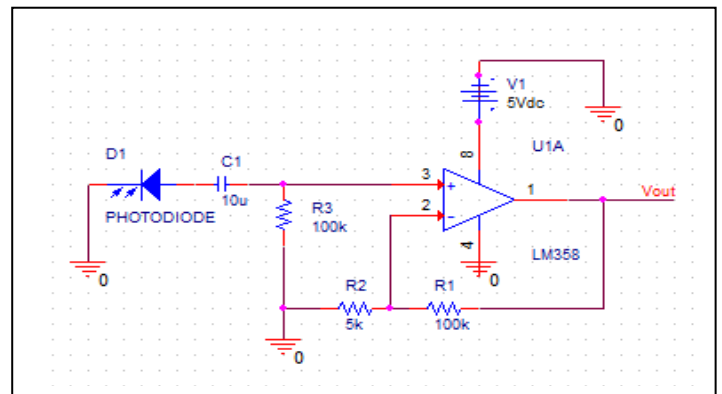 V1
5Vdc
0
U1A
D1
C1
8
3
+
1
Vout
10u
2
-
PHOTODIODE
R3
100k
4
LM358
0
0
R2
R1
5k
100k
0